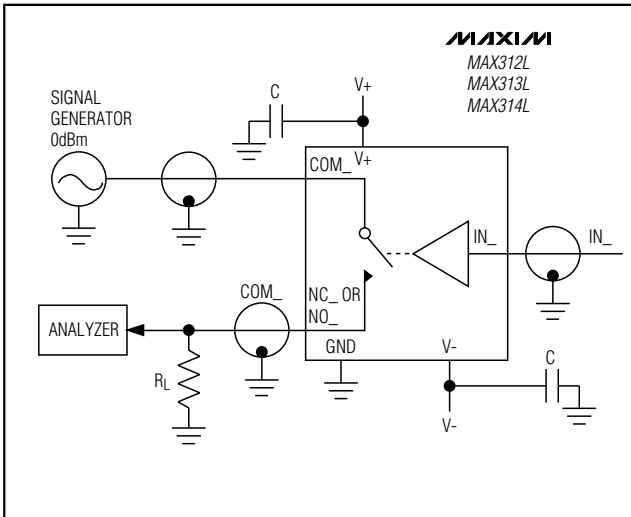 MAXIM
MAX312L
MAX313L
MAX314L
SIGNAL
GENERATOR
0dBm
C
V+
V+
COM_
IN_
IN_
COM_
NC_ OR
NO_
ANALYZER
RL
GND
V-
C
V-